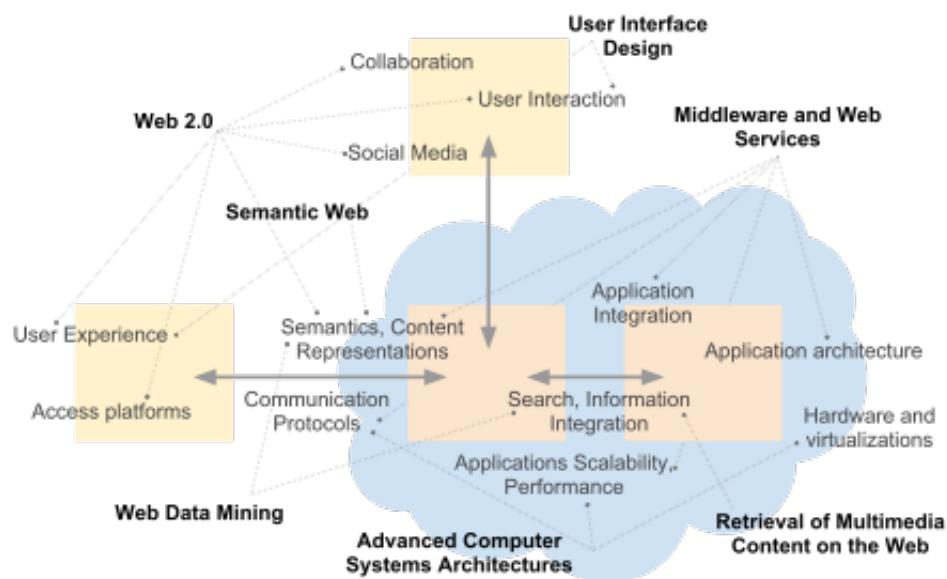 User Interface
Design
Collaboration
User Interaction
Web 2.0
Middleware and Web
Services
Social Media
Semantic Web
Application
Integration
User Experience
Semantics, Content
Representations
Application architecture
Access platforms
Communication
Protocols
Search, Information
Integration
Hardware and
virtualizations
Applications Scalability,
Performance
Web Data Mining
Advanced Computer
Systems Architectures
Retrieval of Multimedia
Content on the Web